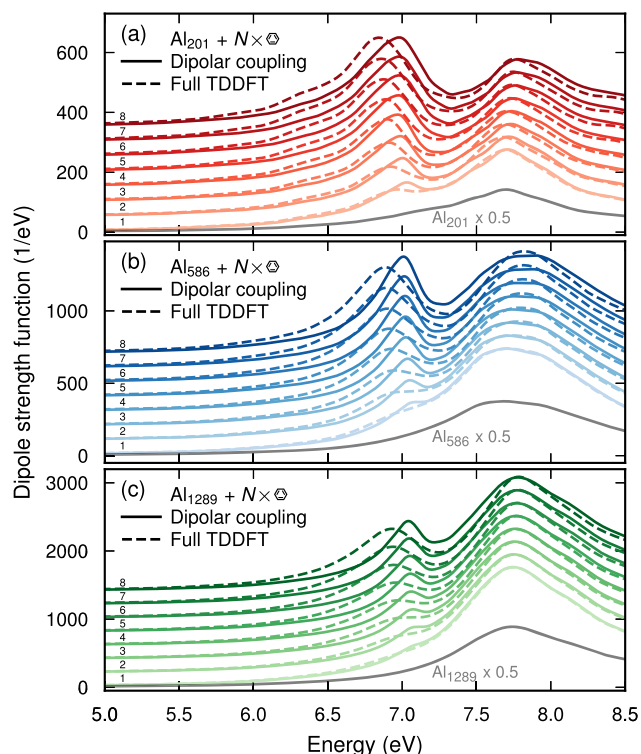 (a)
Al201 + N ×
Dipolar coupling
Full TDDFT
600
400
200
0
8
7
6
5
4
3
2
1
Al201 x 0.5
(b)
Al586 + N ×
Dipolar coupling
Full TDDFT
1000
500
0
8
7
6
5
4
3
2
1
Al586 x 0.5
(c)
Al1289 + N ×
Dipolar coupling
Full TDDFT
3000
2000
1000
0
8
7
6
5
4
3
2
1
Al1289 x 0.5
Dipole strength function (1/eV)
5.0 5.5 6.0 6.5 7.0 7.5 8.0 8.5
Energy (eV)